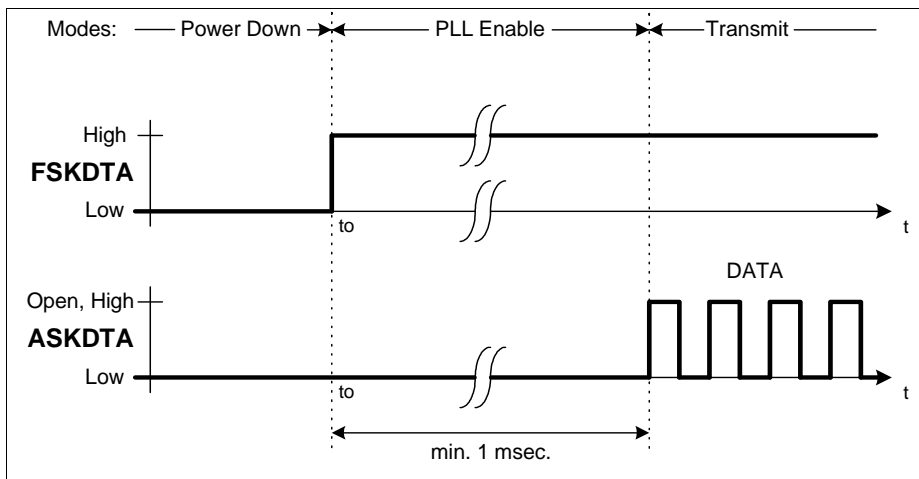 Modes: Power Down PLL Enable Transmit
High
FSKDTA
Low
to
t
DATA
Open, High
ASKDTA
Low
to
t
min. 1 msec.